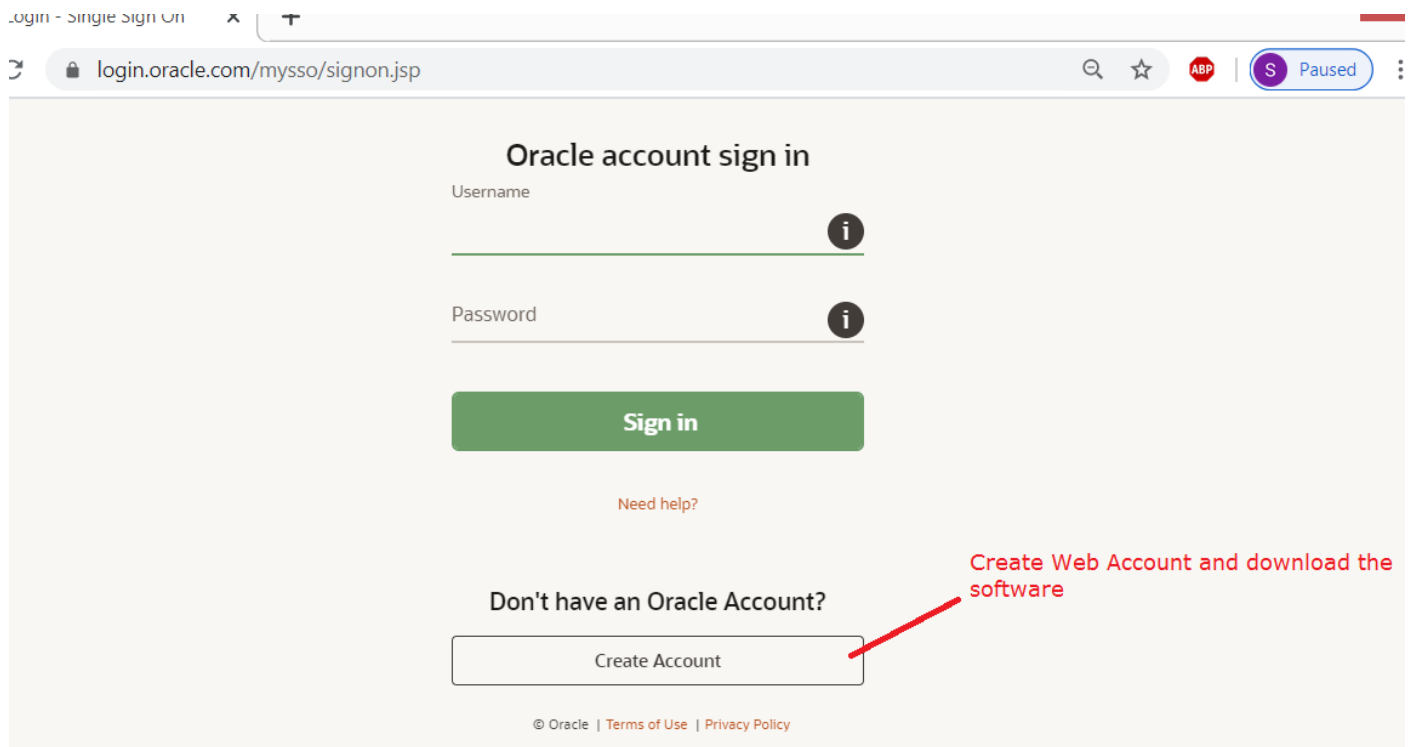 Login - Single Sign On X +
login.oracle.com/mysso/signon.jsp ABP S Paused
Oracle account sign in
Username
i
Password
i
Sign in
Need help?
Create Web Account and download the
software
Don't have an Oracle Account?
Create Account
© Oracle | Terms of Use | Privacy Policy